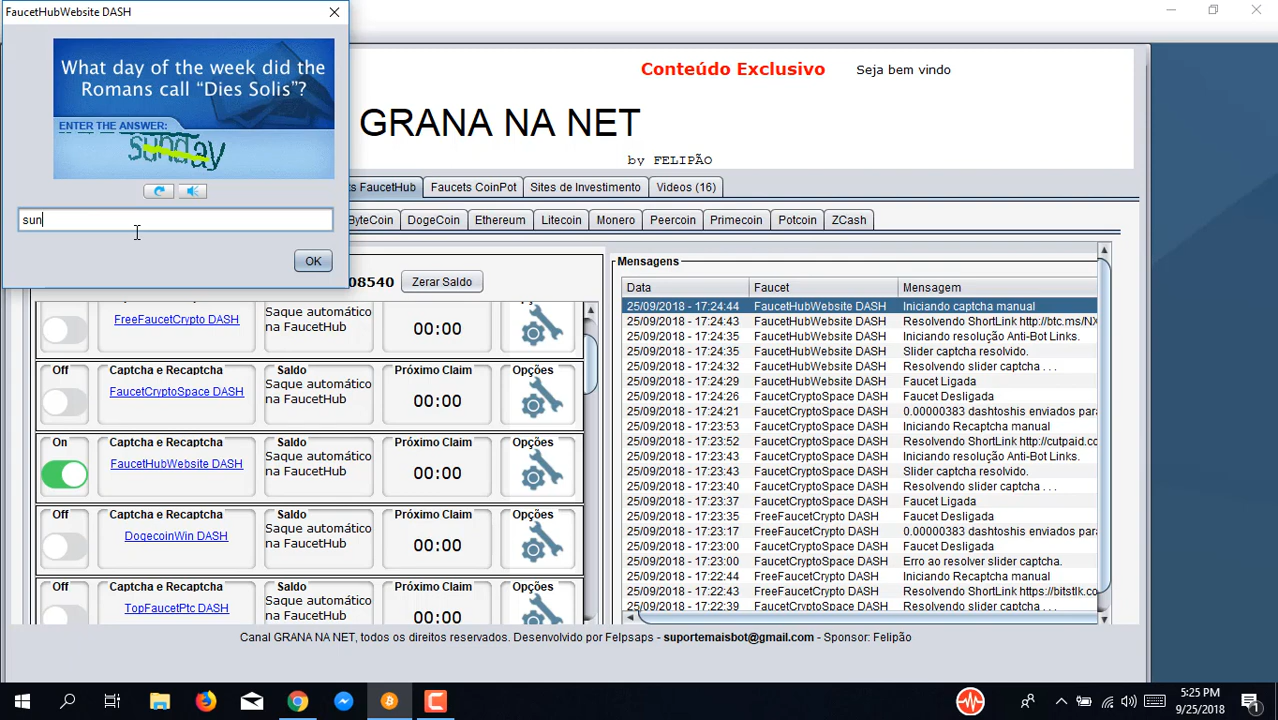 FaucetHubWebsite DASH
What day of the week did the
Romans call “Dies Solis”?
ENTER THE ANSWER:
sunday
sun
OK
Conteúdo Exclusivo
Seja bem vindo
GRANA NA NET
by FELIPÃO
s FaucetHub
Faucets CoinPot
Sites de Investimento
Videos (16)
ByteCoin
DogeCoin
Ethereum
Litecoin
Monero
Peercoin
Primecoin
Potcoin
ZCash
08540
Zerar Saldo
FreeFaucetCrypto DASH
Saque automático
na FaucetHub
00:00
Off
Captcha e Recaptcha
Saldo
Próximo Claim
Opções
FaucetCryptoSpace DASH
Saque automático
na FaucetHub
00:00
On
Captcha e Recaptcha
Saldo
Próximo Claim
Opções
FaucetHubWebsite DASH
Saque automático
na FaucetHub
00:00
Off
Captcha e Recaptcha
Saldo
Próximo Claim
Opções
DogecoinWin DASH
Saque automático
na FaucetHub
00:00
Off
Captcha e Recaptcha
Saldo
Próximo Claim
Opções
TopFaucetPtc DASH
Saque automático
na FaucetHub
00:00
Mensagens
Data Faucet Mensagem
25/09/2018 - 17:24:44 FaucetHubWebsite DASH Iniciando captcha manual
25/09/2018 - 17:24:43 FaucetHubWebsite DASH Resolvendo ShortLink http://btc.ms/NX
25/09/2018 - 17:24:35 FaucetHubWebsite DASH Iniciando resolução Anti-Bot Links.
25/09/2018 - 17:24:35 FaucetHubWebsite DASH Slider captcha resolvido.
25/09/2018 - 17:24:32 FaucetHubWebsite DASH Resolvendo slider captcha . . .
25/09/2018 - 17:24:29 FaucetHubWebsite DASH Faucet Ligada
25/09/2018 - 17:24:26 FaucetCryptoSpace DASH Faucet Desligada
25/09/2018 - 17:24:21 FaucetCryptoSpace DASH 0.00000383 dashtoshis enviados para
25/09/2018 - 17:23:53 FaucetCryptoSpace DASH Iniciando Recaptcha manual
25/09/2018 - 17:23:52 FaucetCryptoSpace DASH Resolvendo ShortLink http://cutpaid.co
25/09/2018 - 17:23:43 FaucetCryptoSpace DASH Iniciando resolução Anti-Bot Links.
25/09/2018 - 17:23:43 FaucetCryptoSpace DASH Slider captcha resolvido.
25/09/2018 - 17:23:40 FaucetCryptoSpace DASH Resolvendo slider captcha . . .
25/09/2018 - 17:23:37 FaucetCryptoSpace DASH Faucet Ligada
25/09/2018 - 17:23:35 FreeFaucetCrypto DASH Faucet Desligada
25/09/2018 - 17:23:17 FreeFaucetCrypto DASH 0.00000383 dashtoshis enviados para
25/09/2018 - 17:23:00 FaucetCryptoSpace DASH Faucet Desligada
25/09/2018 - 17:23:00 FaucetCryptoSpace DASH Erro ao resolver slider captcha.
25/09/2018 - 17:22:44 FreeFaucetCrypto DASH Iniciando Recaptcha manual
25/09/2018 - 17:22:43 FreeFaucetCrypto DASH Resolvendo ShortLink https://bitstlk.co
25/09/2018 - 17:22:39 FaucetCryptoSpace DASH Resolvendo slider captcha . . .
Canal GRANA NA NET, todos os direitos reservados. Desenvolvido por Felpsaps - suportemaisbot@gmail.com - Sponsor: Felipão
5:25 PM
9/25/2018
1